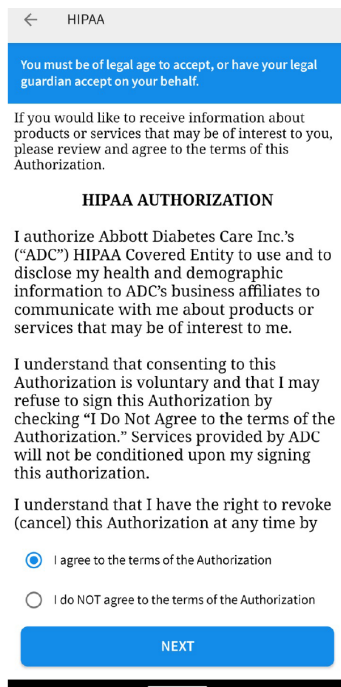 HIPAA
You must be of legal age to accept, or have your legal
guardian accept on your behalf.
If you would like to receive information about
products or services that may be of interest to you,
please review and agree to the terms of this
Authorization.
HIPAA AUTHORIZATION
I authorize Abbott Diabetes Care Inc.’s
(“ADC”) HIPAA Covered Entity to use and to
disclose my health and demographic
information to ADC’s business affiliates to
communicate with me about products or
services that may be of interest to me.
I understand that consenting to this
Authorization is voluntary and that I may
refuse to sign this Authorization by
checking “I Do Not Agree to the terms of the
Authorization.” Services provided by ADC
will not be conditioned upon my signing
this authorization.
I understand that I have the right to revoke
(cancel) this Authorization at any time by
I agree to the terms of the Authorization
I do NOT agree to the terms of the Authorization
NEXT